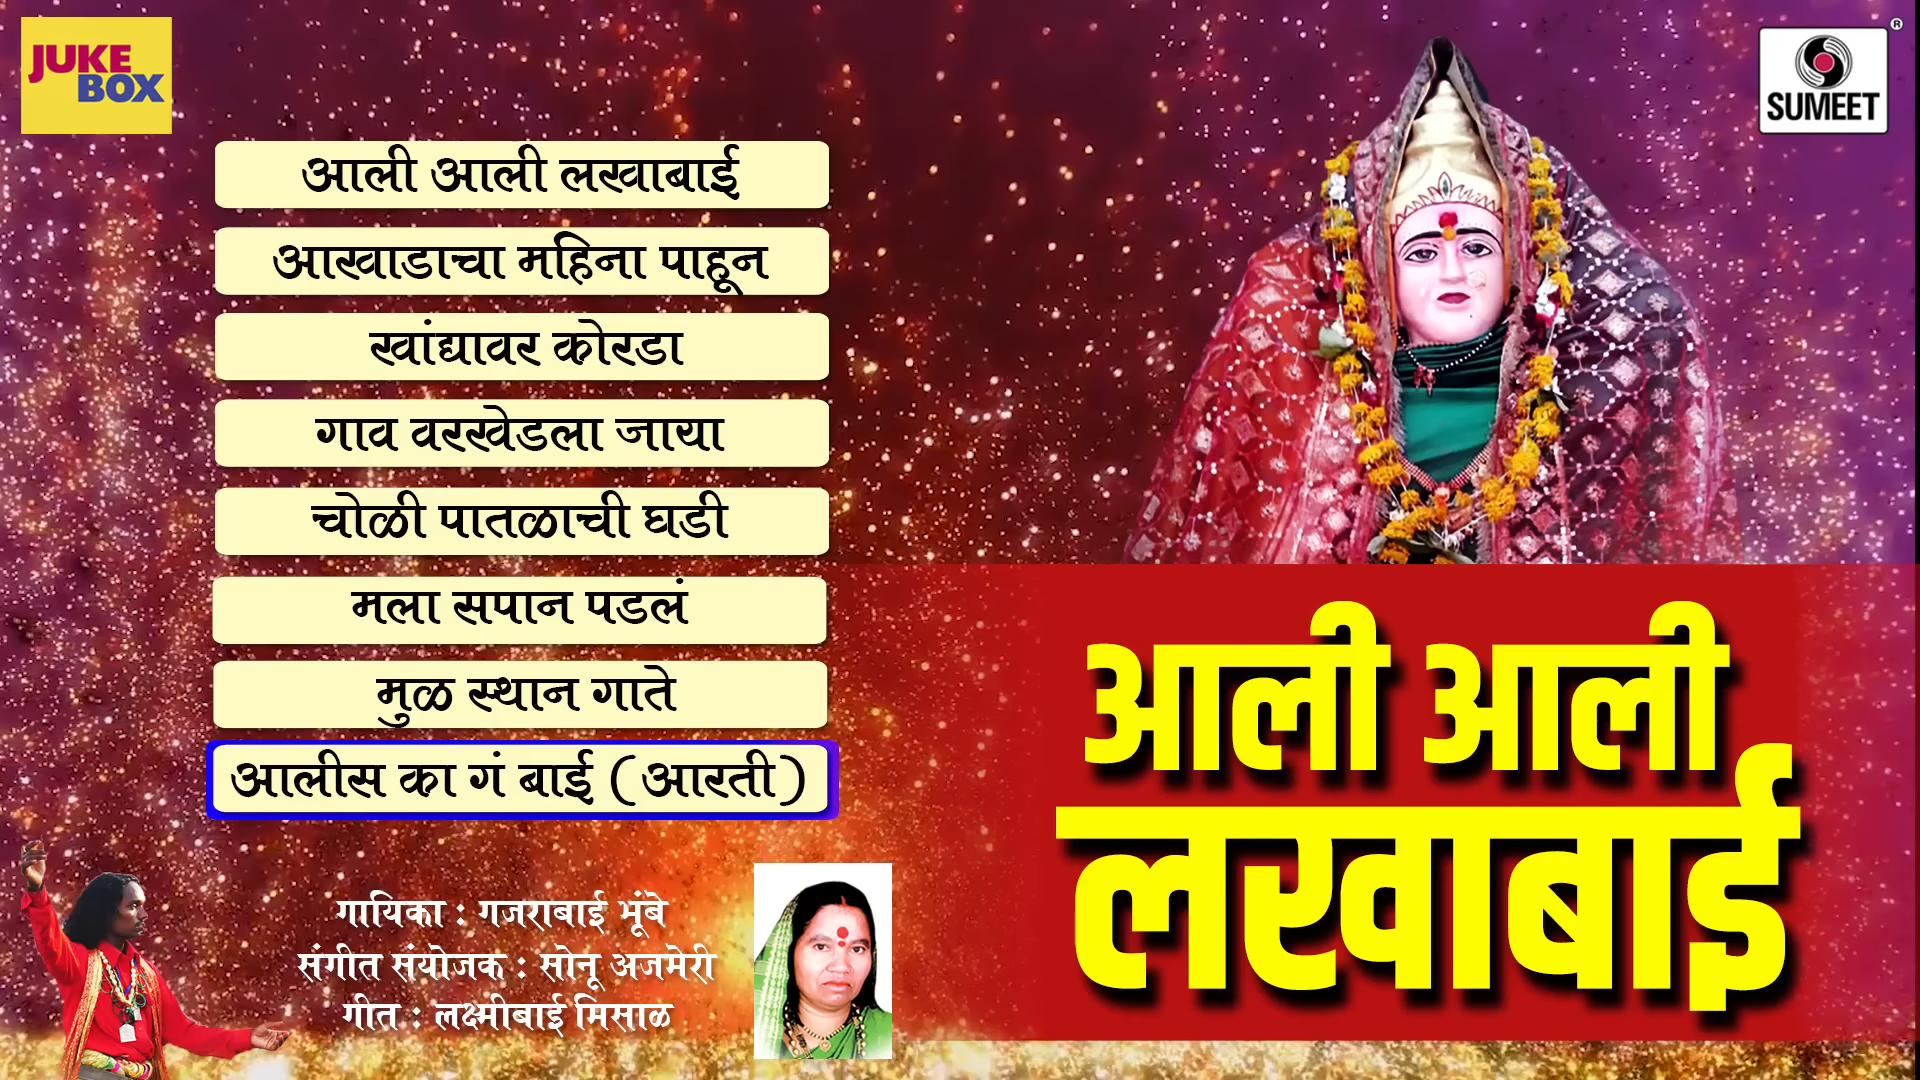 JUKE
BOX
®
SUMEET
आली आली लखाबाई
आखाडाचा महिना पाहून
खांद्यावर कोरडा
गाव वरखेडला जाया
चोळी पातळाची घडी
मला सपान पडलं
मुळ स्थान गाते
आलीस का गं बाई (आरती)
गायिका : गजराबाई भूंबे
संगीत संयोजक : सोनू अजमेरी
गीत : लक्ष्मीबाई मिसाळ
आली आली
लखाबाई